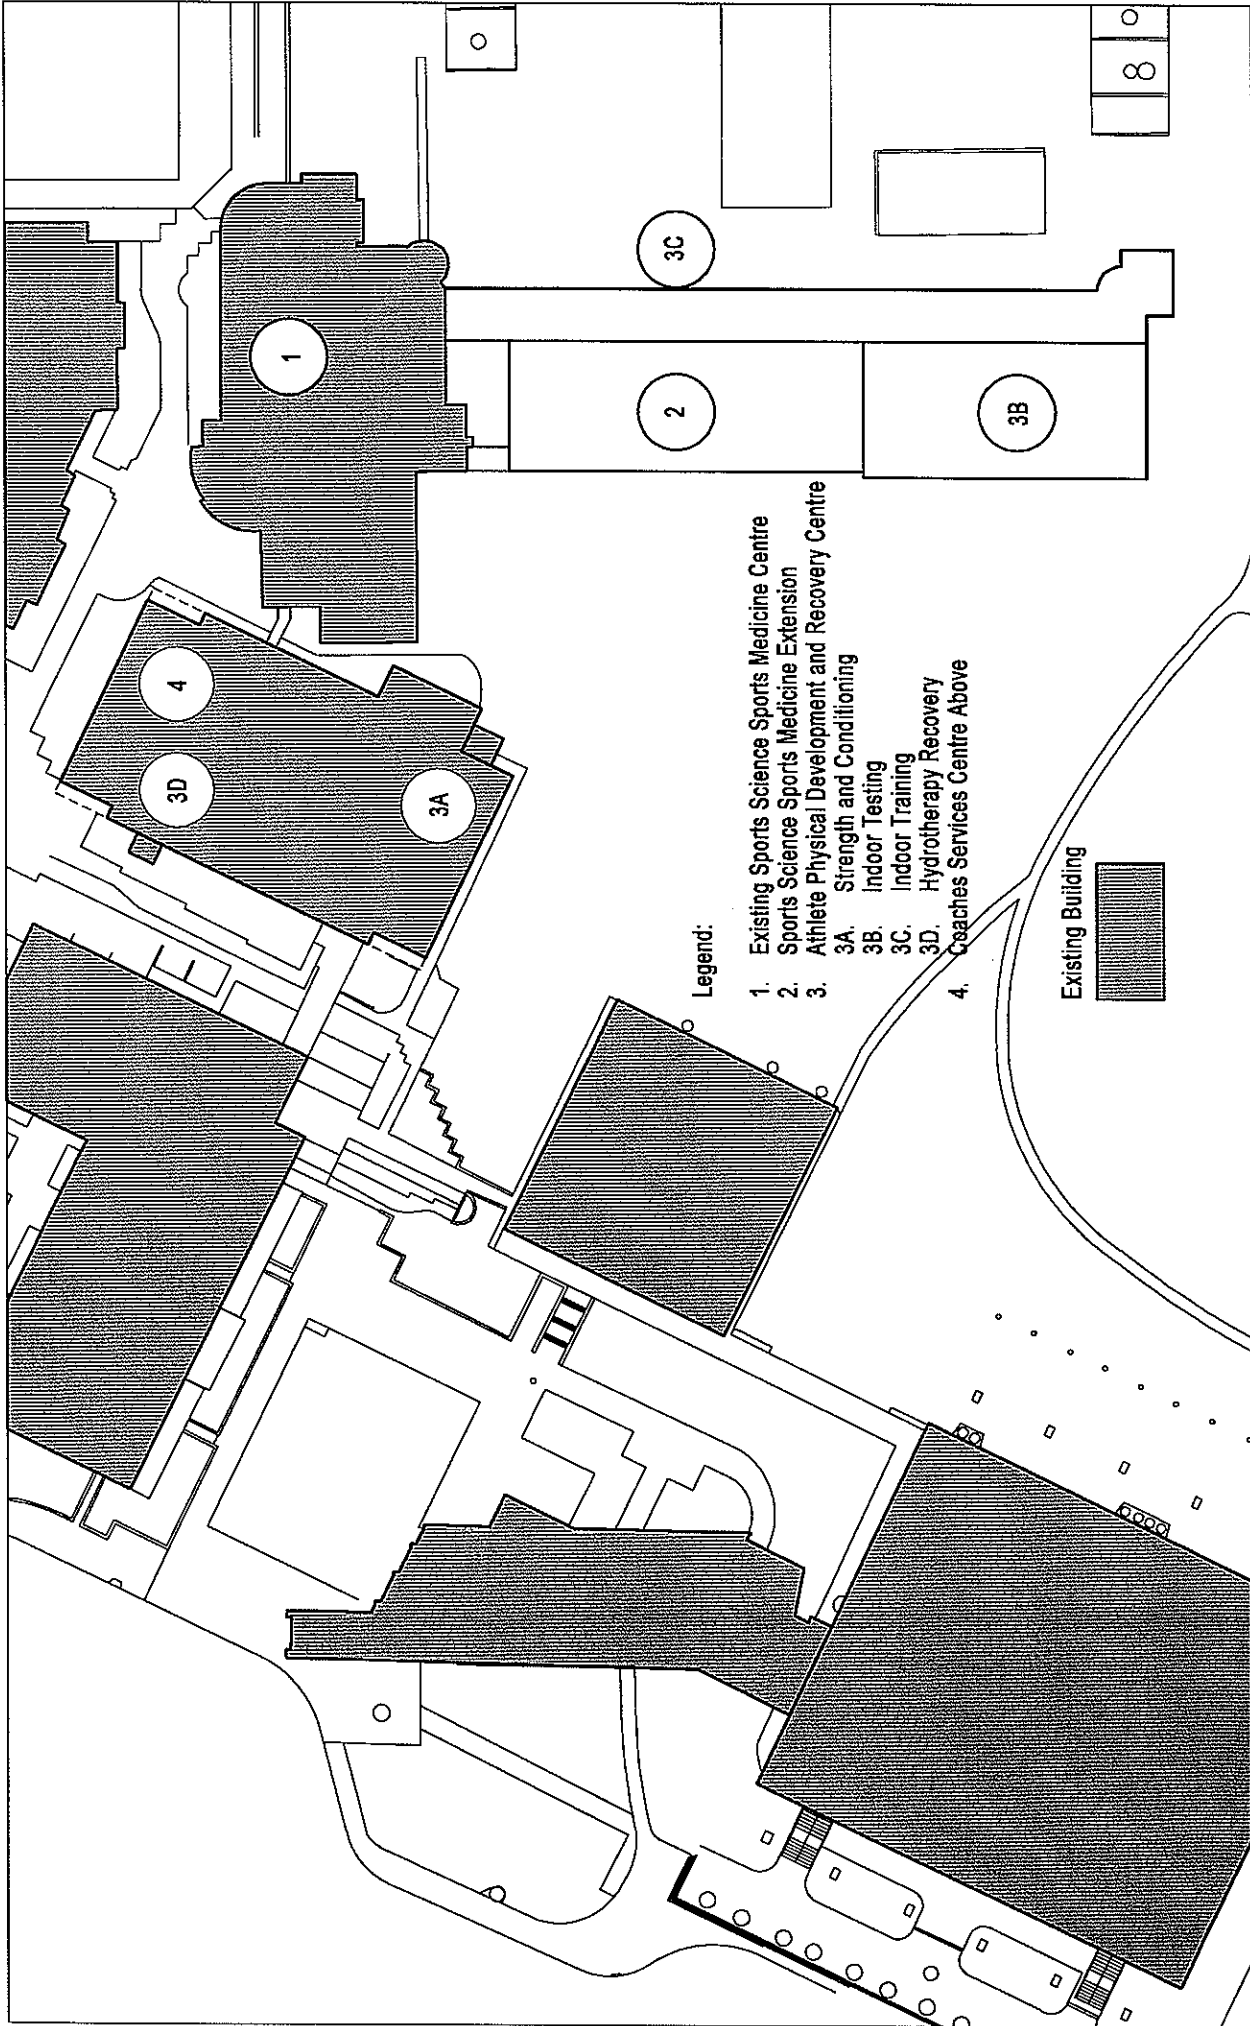 1
2
3C
3B
4
3D
3A
Legend:
1. Existing Sports Science Sports Medicine Centre
2. Sports Science Sports Medicine Extension
3. Athlete Physical Development and Recovery Centre
3A. Strength and Conditioning
3B. Indoor Testing
3C. Indoor Training
3D. Hydrotherapy Recovery
4. Coaches Services Centre Above
Existing Building